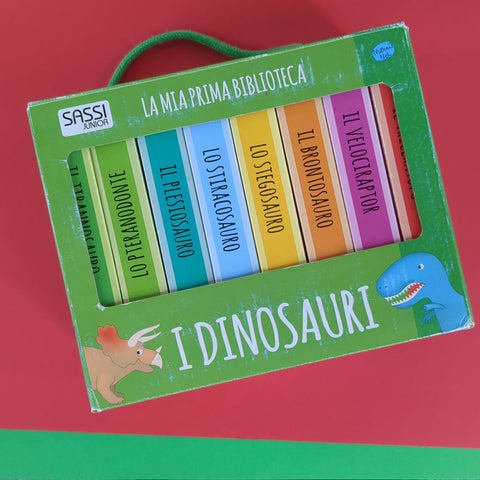 LA MIA PRIMA BIBLIOTECA
SASSI
JUNIOR
LO PTERANODONTE
IL PLESIOSAURO
LO STIRACOSAURO
LO STEGOSAURO
IL BRONTOSAURO
IL VELOCIRAPTOR
I DINOSAURI